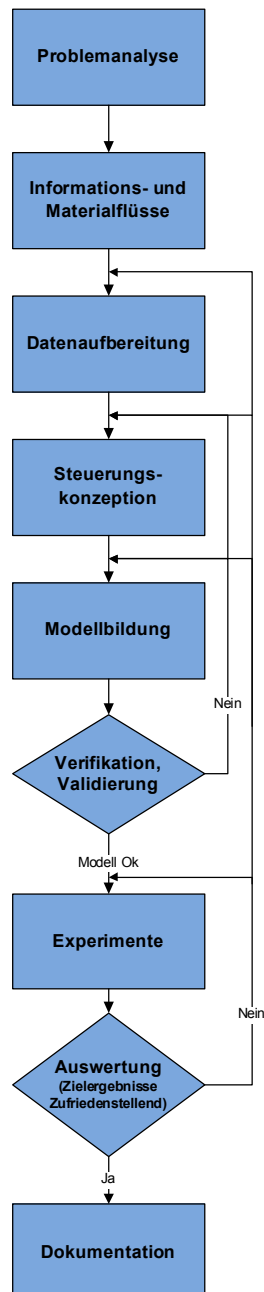 Problemanalyse
Informations- und
Materialflüsse
Datenaufbereitung
Steuerungs-
konzeption
Modellbildung
Nein
Verifikation,
Validierung
Modell Ok
Experimente
Nein
Auswertung
(Zielergebnisse
Zufriedenstellend)
Ja
Dokumentation